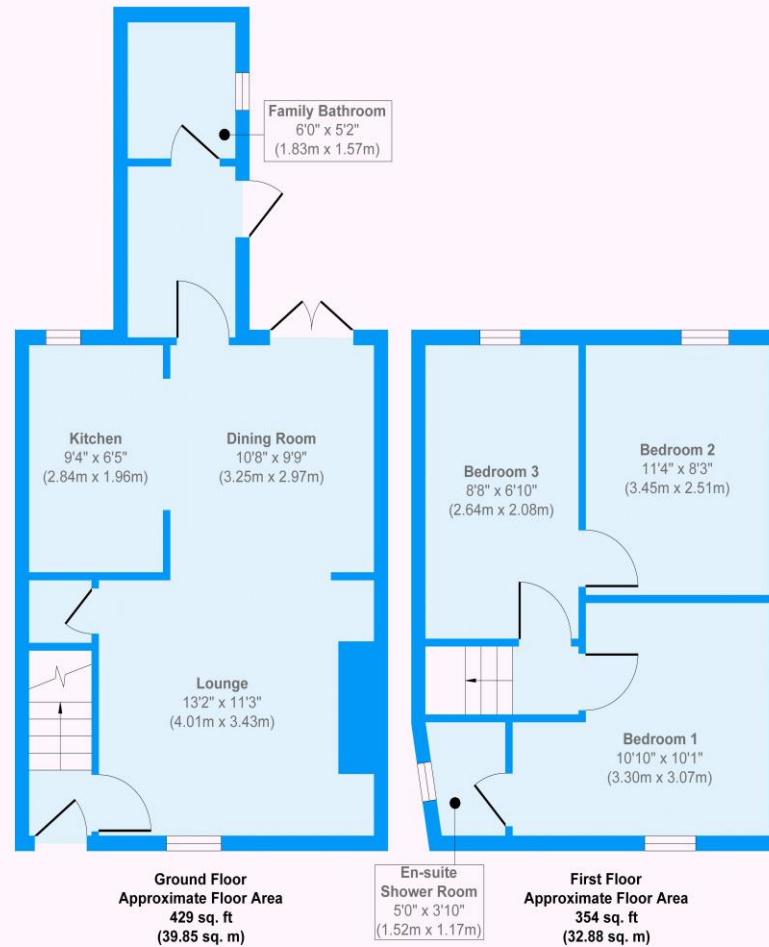 Family Bathroom
6'0" x 5'2"
(1.83m x 1.57m)
Kitchen
9'4" x 6'5"
(2.84m x 1.96m)
Dining Room
10'8" x 9'9"
(3.25m x 2.97m)
Lounge
13'2" x 11'3"
(4.01m x 3.43m)
Ground Floor
Approximate Floor Area
429 sq. ft
(39.85 sq. m)
Bedroom 3
8'8" x 6'10"
(2.64m x 2.08m)
Bedroom 2
11'4" x 8'3"
(3.45m x 2.51m)
Bedroom 1
10'10" x 10'1"
(3.30m x 3.07m)
En-suite
Shower Room
5'0" x 3'10"
(1.52m x 1.17m)
First Floor
Approximate Floor Area
354 sq. ft
(32.88 sq. m)